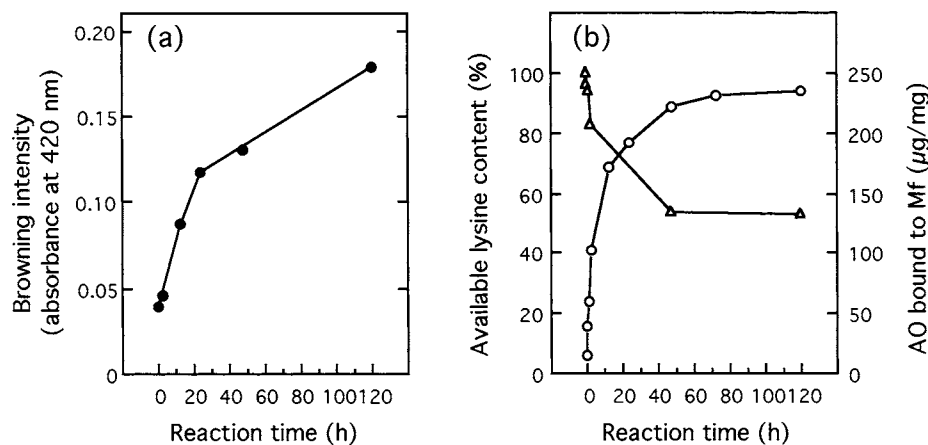 (a)
Browning intensity
(absorbance at 420 nm)
0.20
0.15
0.10
0.05
0
0 20 40 60 80 100120
Reaction time (h)
(b)
Available lysine content (%)
100
80
60
40
20
0
0 20 40 60 80 100120
Reaction time (h)
250
200
150
100
50
0
AO bound to Mf (µg/mg)